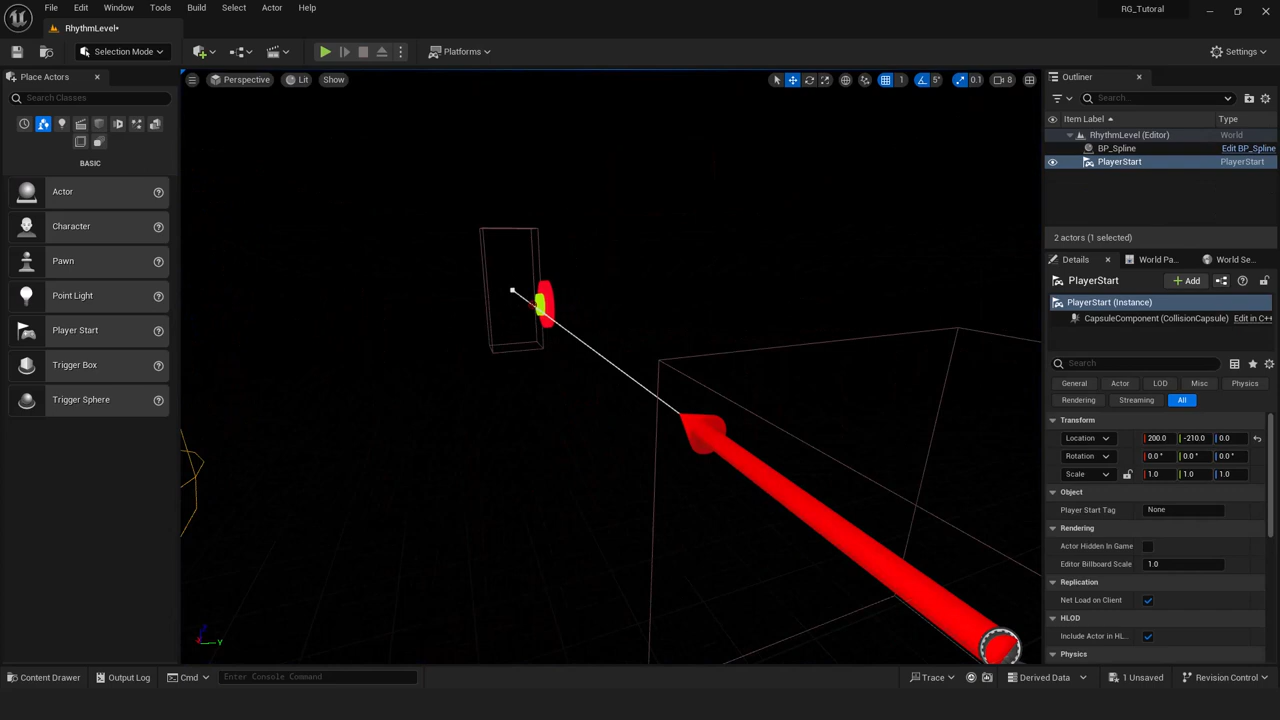 File Edit Window Tools Build Select Actor Help
RG_Tutoral
RhythmLevel•
Selection Mode
Platforms
Settings
Place Actors
Search Classes
BASIC
Actor
Character
Pawn
Point Light
Player Start
Trigger Box
Trigger Sphere
Perspective Lit Show
1 5° 0.1 8
Y
Outliner
Search...
Item Label Type
RhythmLevel (Editor) World
BP_Spline Edit BP_Spline
PlayerStart PlayerStart
2 actors (1 selected)
Details World Pa... World Se...
PlayerStart Add
PlayerStart (Instance)
CapsuleComponent (CollisionCapsule) Edit in C++
Search
General Actor LOD Misc Physics
Rendering Streaming All
Transform
Location 200.0 -210.0 0.0
Rotation 0.0 ° 0.0 ° 0.0 °
Scale 1.0 1.0 1.0
Object
Player Start Tag None
Rendering
Actor Hidden In Game
Editor Billboard Scale 1.0
Replication
Net Load on Client
HLOD
Include Actor in HL...
Physics
Content Drawer Output Log Cmd Enter Console Command Trace Derived Data 1 Unsaved Revision Control